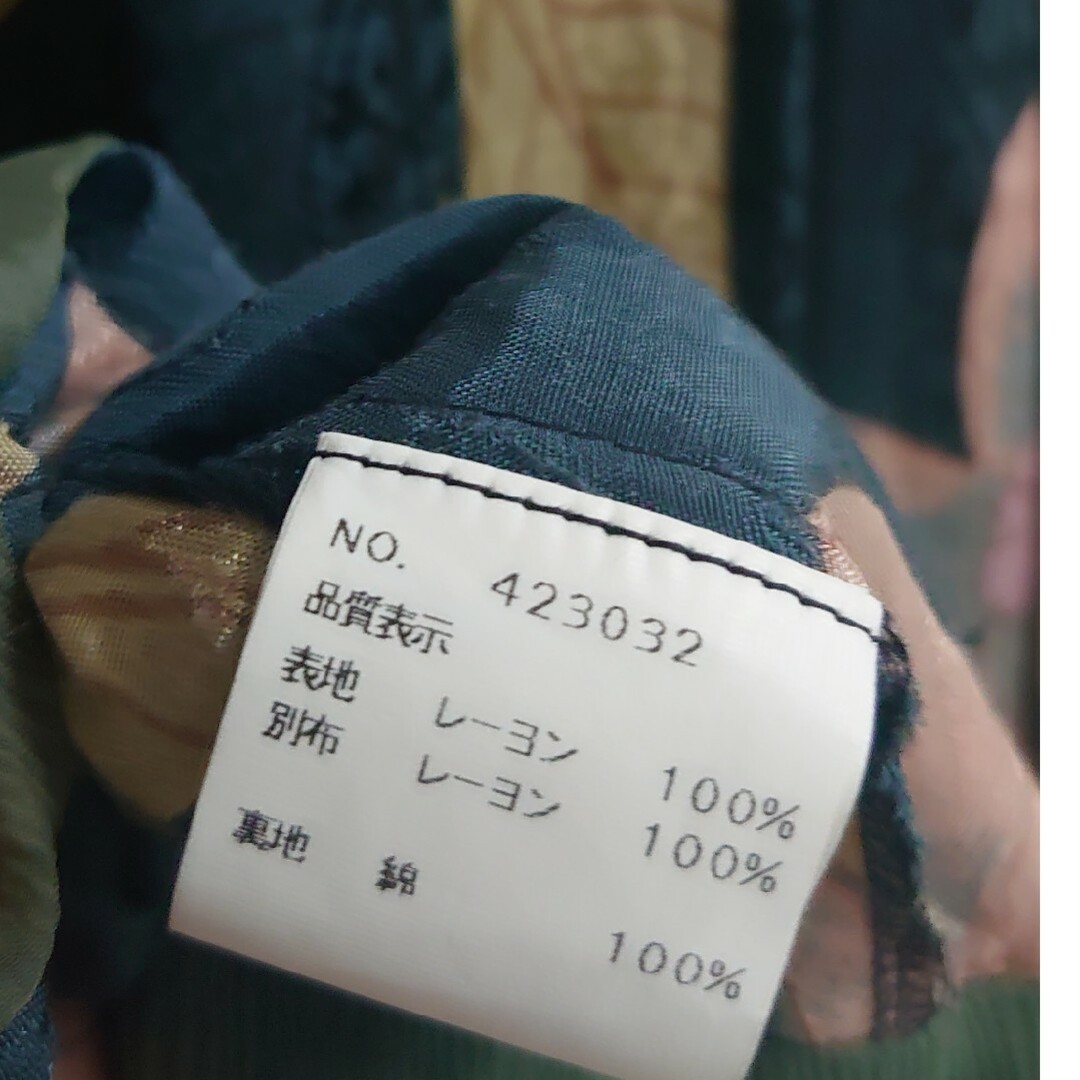 NO. 423032
品質表示
表地 レーヨン 100%
別布 レーヨン 100%
裏地 綿 100%